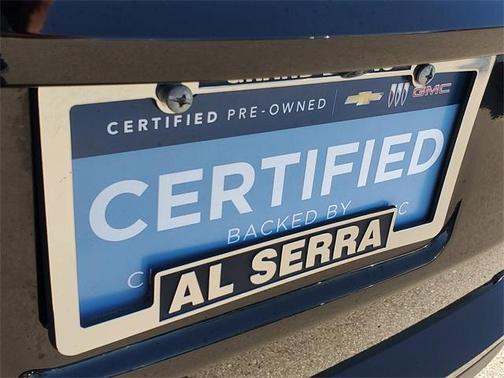 CERTIFIED PRE-OWNED GMC
CERTIFIED
BACKED BY
AL SERRA